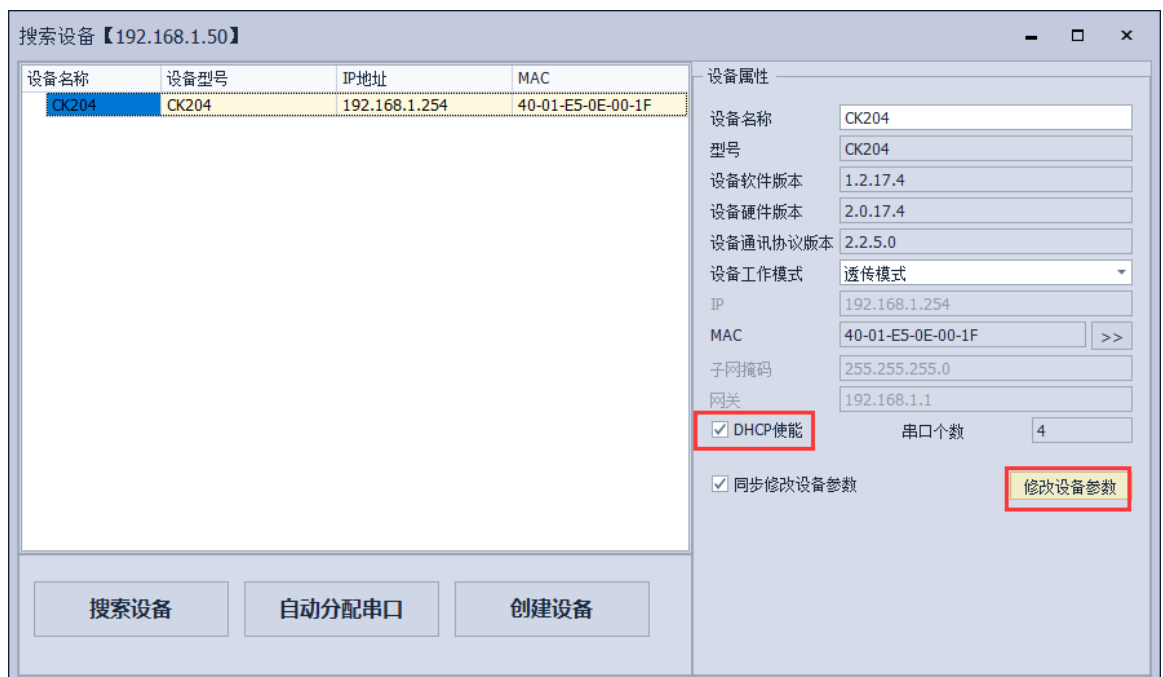 搜索设备【192.168.1.50】
设备名称 设备型号 IP地址 MAC
CK204 CK204 192.168.1.254 40-01-E5-0E-00-1F
设备属性
设备名称 CK204
型号 CK204
设备软件版本 1.2.17.4
设备硬件版本 2.0.17.4
设备通讯协议版本 2.2.5.0
设备工作模式 透传模式
IP 192.168.1.254
MAC 40-01-E5-0E-00-1F >>
子网掩码 255.255.255.0
网关 192.168.1.1
DHCP使能 串口个数 4
同步修改设备参数 修改设备参数
搜索设备 自动分配串口 创建设备